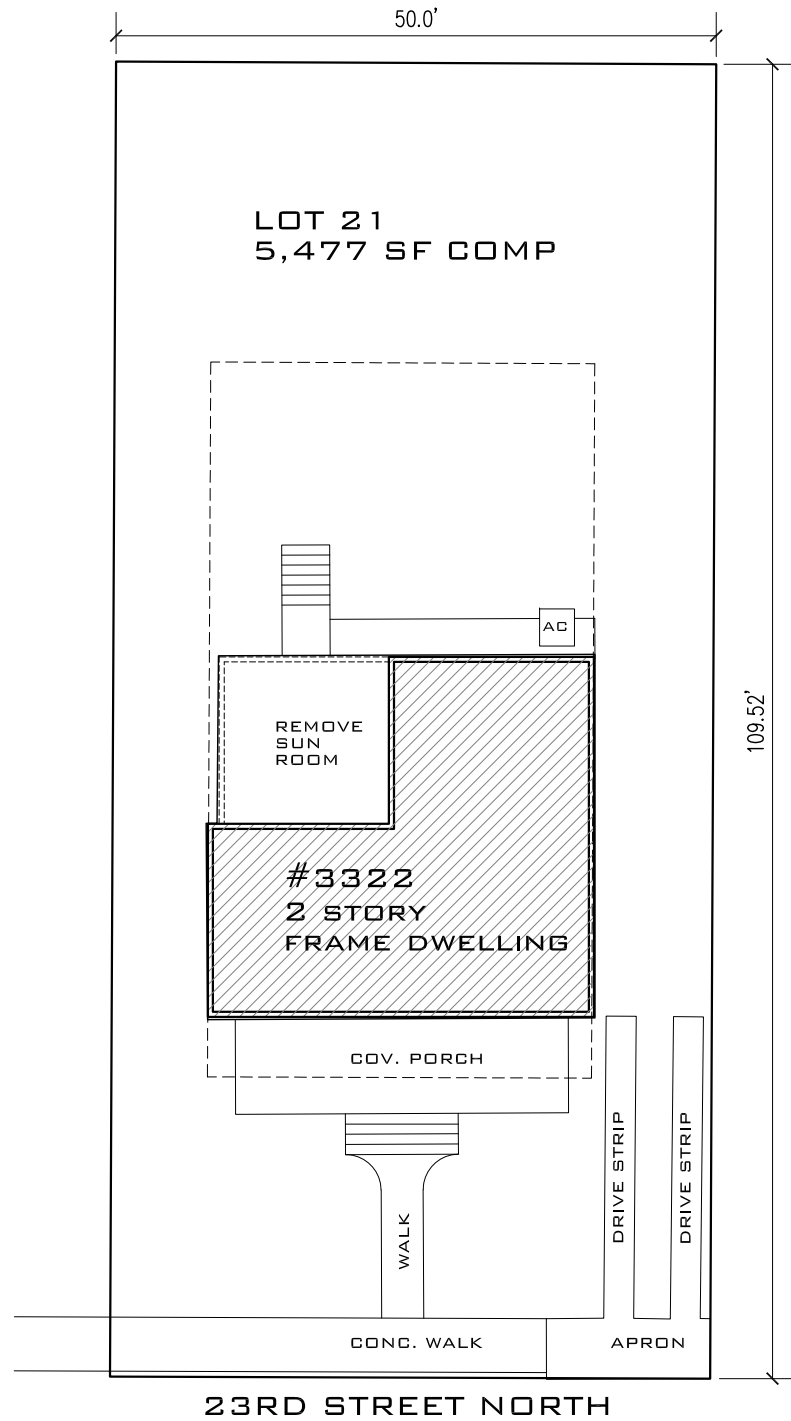 50.0'
LOT 21
5,477 SF COMP
AC
REMOVE
SUN
ROOM
109.52'
#3322
2 STORY
FRAME DWELLING
COV. PORCH
DRIVE STRIP
DRIVE STRIP
WALK
CONC. WALK
APRON
23RD STREET NORTH